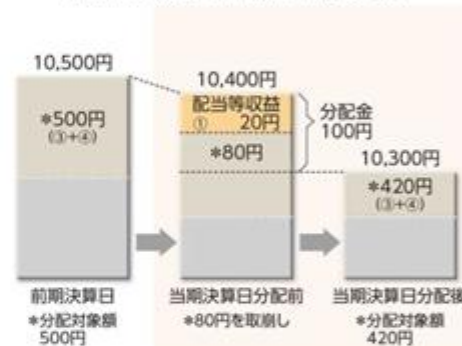 10,500円
*500円
(③+④)
10,400円
配当等収益
① 20円
*80円
分配金
100円
10,300円
*420円
(③+④)
前期決算日
*分配対象額
500円
当期決算日分配前
*80円を取崩し
当期決算日分配後
*分配対象額
420円